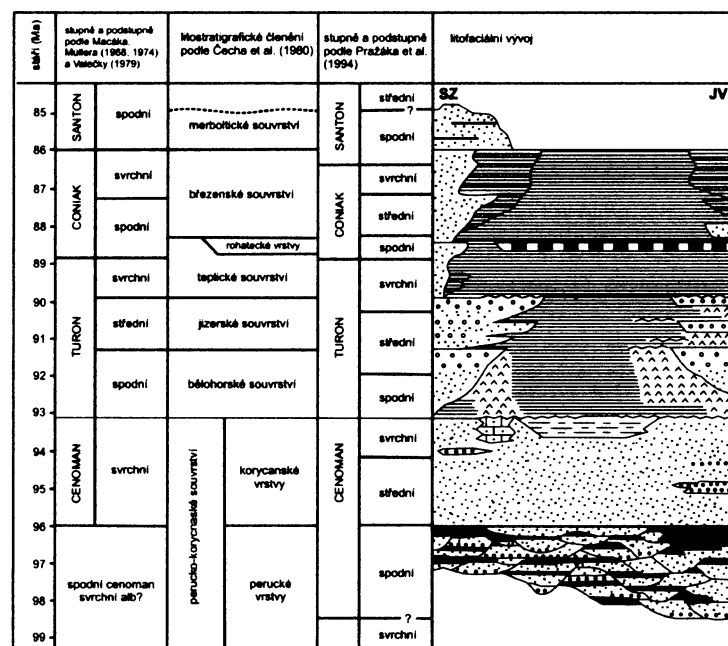 stáří (Ma)
stupně a podstupně
podle Macáka,
Mullera (1968, 1974)
a Valečky (1979)
litostratigrafické členění
podle Čecha et al. (1980)
stupně a podstupně
podle Pražáka et al.
(1994)
litofaciální vývoj
SZ
JV
85
86
87
88
89
90
91
92
93
94
95
96
97
98
99
SANTON
spodní
CONIAK
svrchní
spodní
TURON
svrchní
střední
spodní
CENOMAN
svrchní
spodní cenoman
svrchní alb?
merboltické souvrství
březenské souvrství
rohatecké vrstvy
teplické souvrství
jizerské souvrství
bělohorské souvrství
perucko-korycnaské souvrství
korycanské
vrstvy
perucké
vrstvy
SANTON
střední
?
spodní
CONIAK
svrchní
střední
spodní
TURON
svrchní
střední
spodní
CENOMAN
svrchní
střední
spodní
?
svrchní